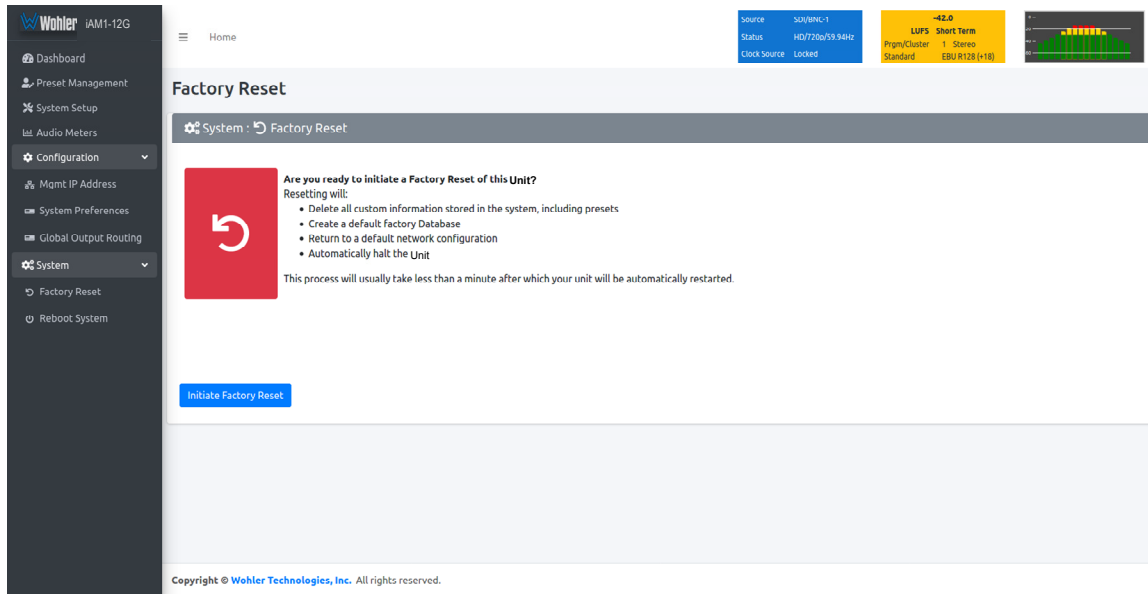 Wohler iAM1-12G
Dashboard
Preset Management
System Setup
Audio Meters
Configuration
Mgmt IP Address
System Preferences
Global Output Routing
System
Factory Reset
Reboot System
Home
Source SDI/BNC-1
Status HD/720p/59.94Hz
Clock Source Locked
-42.0
LUFS Short Term
Prgm/Cluster 1 Stereo
Standard EBU R128 (+18)
Factory Reset
System : Factory Reset
Are you ready to initiate a Factory Reset of this Unit?
Resetting will:
• Delete all custom information stored in the system, including presets
• Create a default factory Database
• Return to a default network configuration
• Automatically halt the Unit
This process will usually take less than a minute after which your unit will be automatically restarted.
Initiate Factory Reset
Copyright © Wohler Technologies, Inc. All rights reserved.